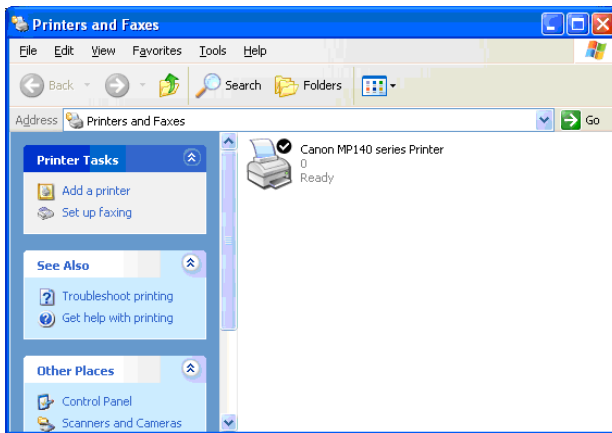 Printers and Faxes
File Edit View Favorites Tools Help
Back Search Folders
Address Printers and Faxes Go
Printer Tasks
Add a printer
Set up faxing
See Also
Troubleshoot printing
Get help with printing
Other Places
Control Panel
Scanners and Cameras
Canon MP140 series Printer
0
Ready